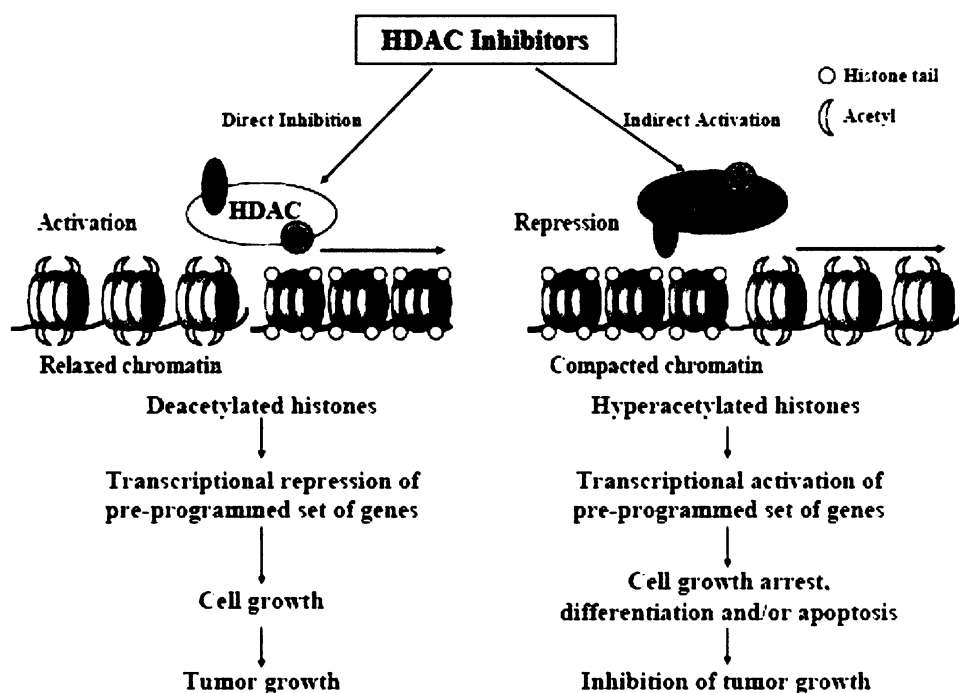 HDAC Inhibitors
Histone tail
Acetyl
Direct Inhibition
Indirect Activation
HDAC
Activation
Repression
Relaxed chromatin
Compacted chromatin
Deacetylated histones
Hyperacetylated histones
Transcriptional repression of
pre-programmed set of genes
Transcriptional activation of
pre-programmed set of genes
Cell growth
Cell growth arrest,
differentiation and/or apoptosis
Tumor growth
Inhibition of tumor growth